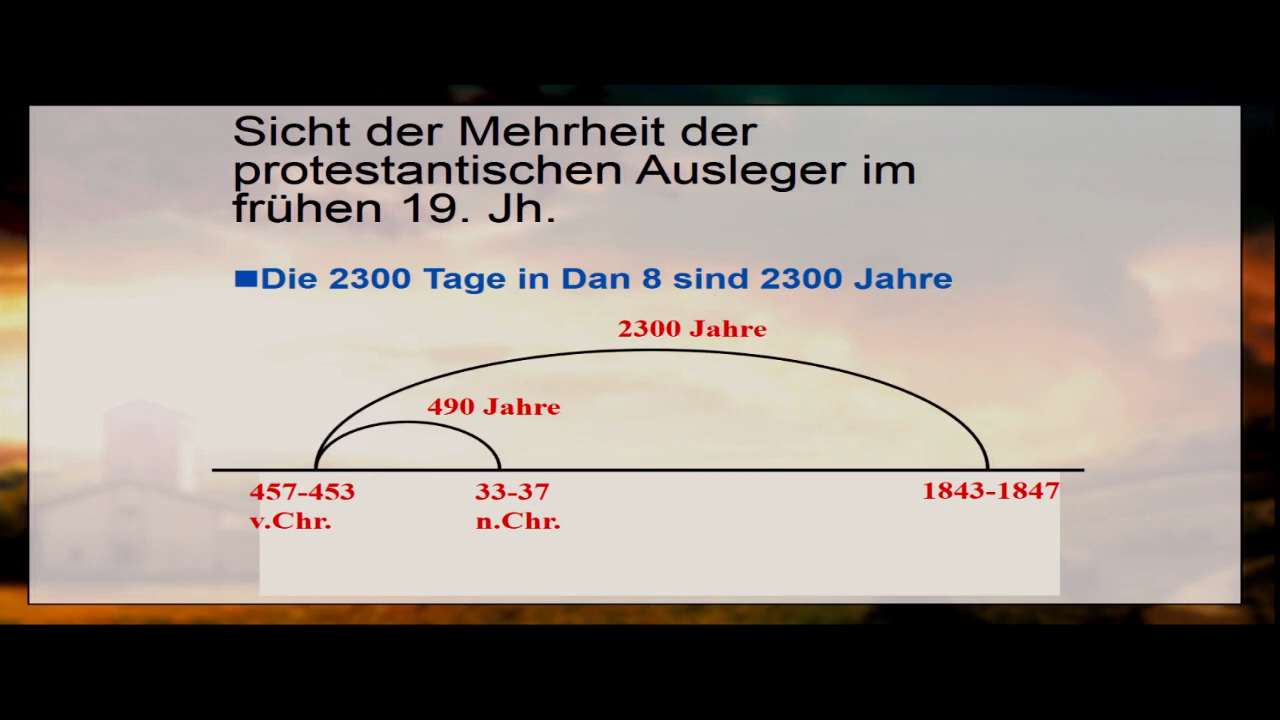 Sicht der Mehrheit der
protestantischen Ausleger im
frühen 19. Jh.
Die 2300 Tage in Dan 8 sind 2300 Jahre
2300 Jahre
490 Jahre
457-453
v.Chr.
33-37
n.Chr.
1843-1847